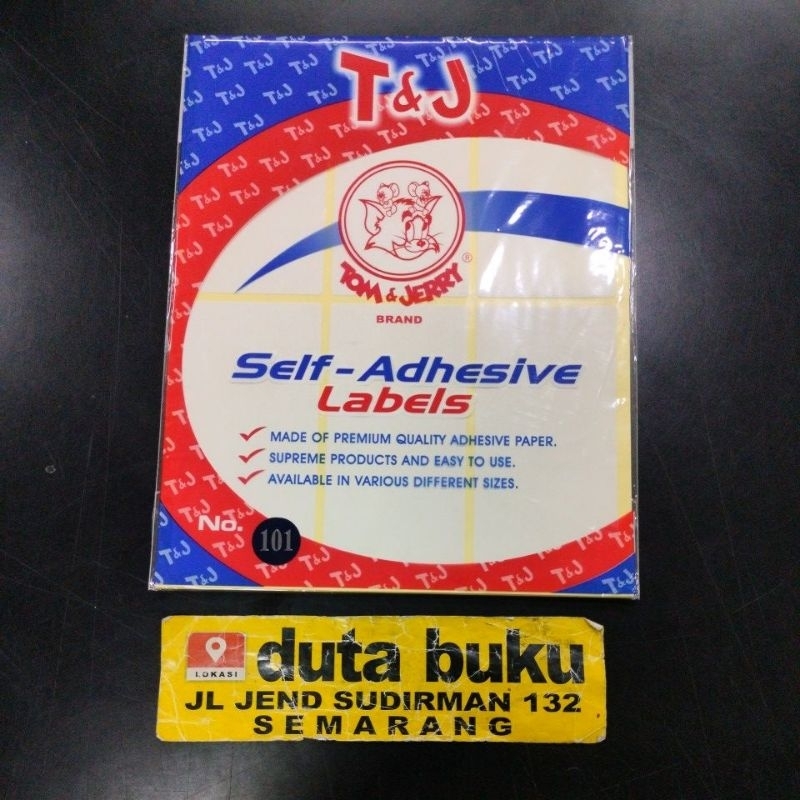 T&J
TOM & JERRY ®
BRAND
Self-Adhesive
Labels
MADE OF PREMIUM QUALITY ADHESIVE PAPER.
SUPREME PRODUCTS AND EASY TO USE.
AVAILABLE IN VARIOUS DIFFERENT SIZES.
No. 101
LOKASI
duta buku
JL JEND SUDIRMAN 132
SEMARANG